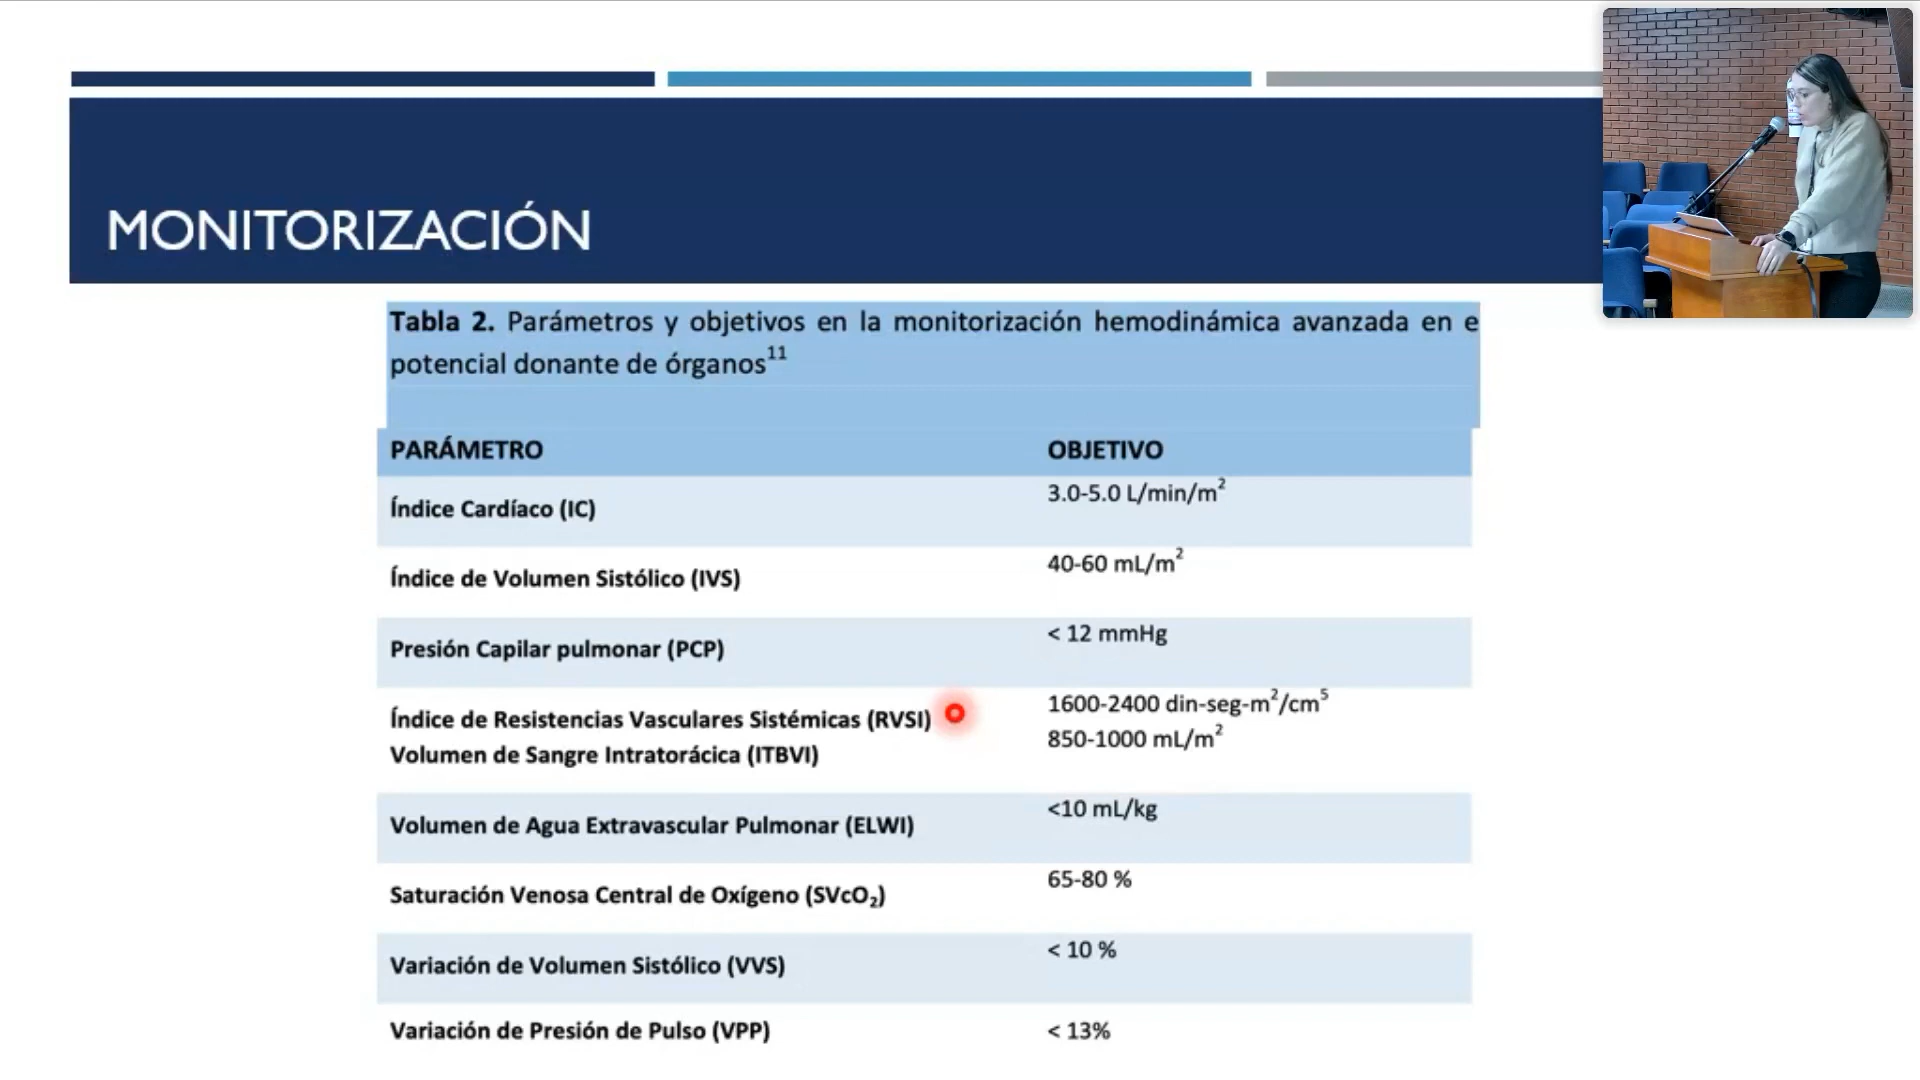 MONITORIZACIÓN
Tabla 2. Parámetros y objetivos en la monitorización hemodinámica avanzada en e
potencial donante de órganos¹¹
PARÁMETRO OBJETIVO
Índice Cardíaco (IC) 3.0-5.0 L/min/m²
Índice de Volumen Sistólico (IVS) 40-60 mL/m²
Presión Capilar pulmonar (PCP) < 12 mmHg
Índice de Resistencias Vasculares Sistémicas (RVSI) 1600-2400 din-seg-m²/cm⁵
Volumen de Sangre Intratorácica (ITBVI) 850-1000 mL/m²
Volumen de Agua Extravascular Pulmonar (ELWI) <10 mL/kg
Saturación Venosa Central de Oxígeno (SVcO₂) 65-80 %
Variación de Volumen Sistólico (VVS) < 10 %
Variación de Presión de Pulso (VPP) < 13%